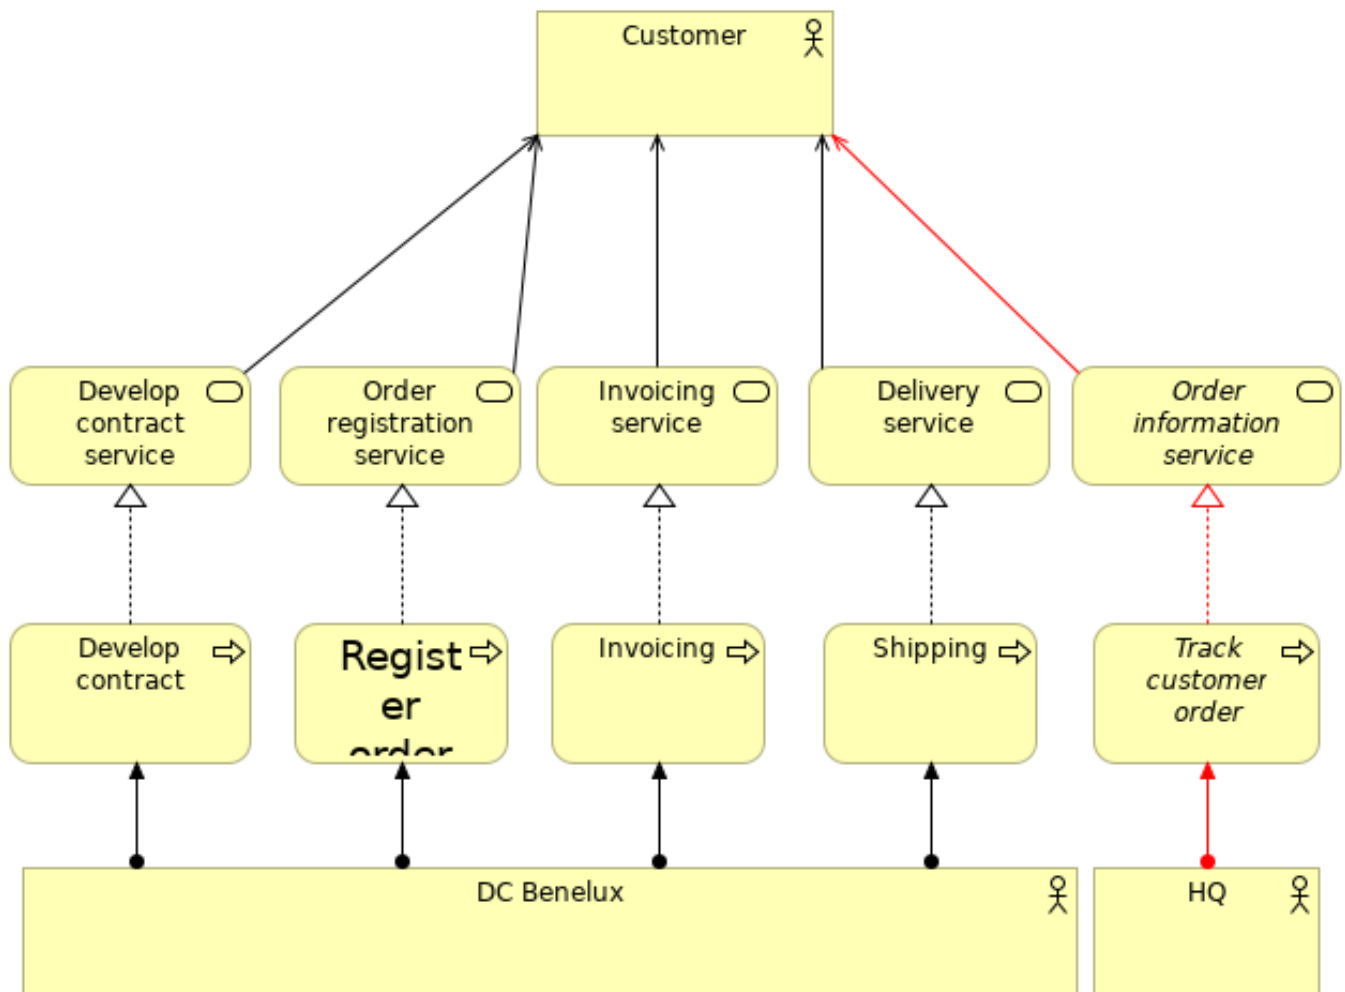 Customer
Develop
contract
service
Order
registration
service
Invoicing
service
Delivery
service
Order
information
service
Develop
contract
Regist
er
order
Invoicing
Shipping
Track
customer
order
DC Benelux
HQ